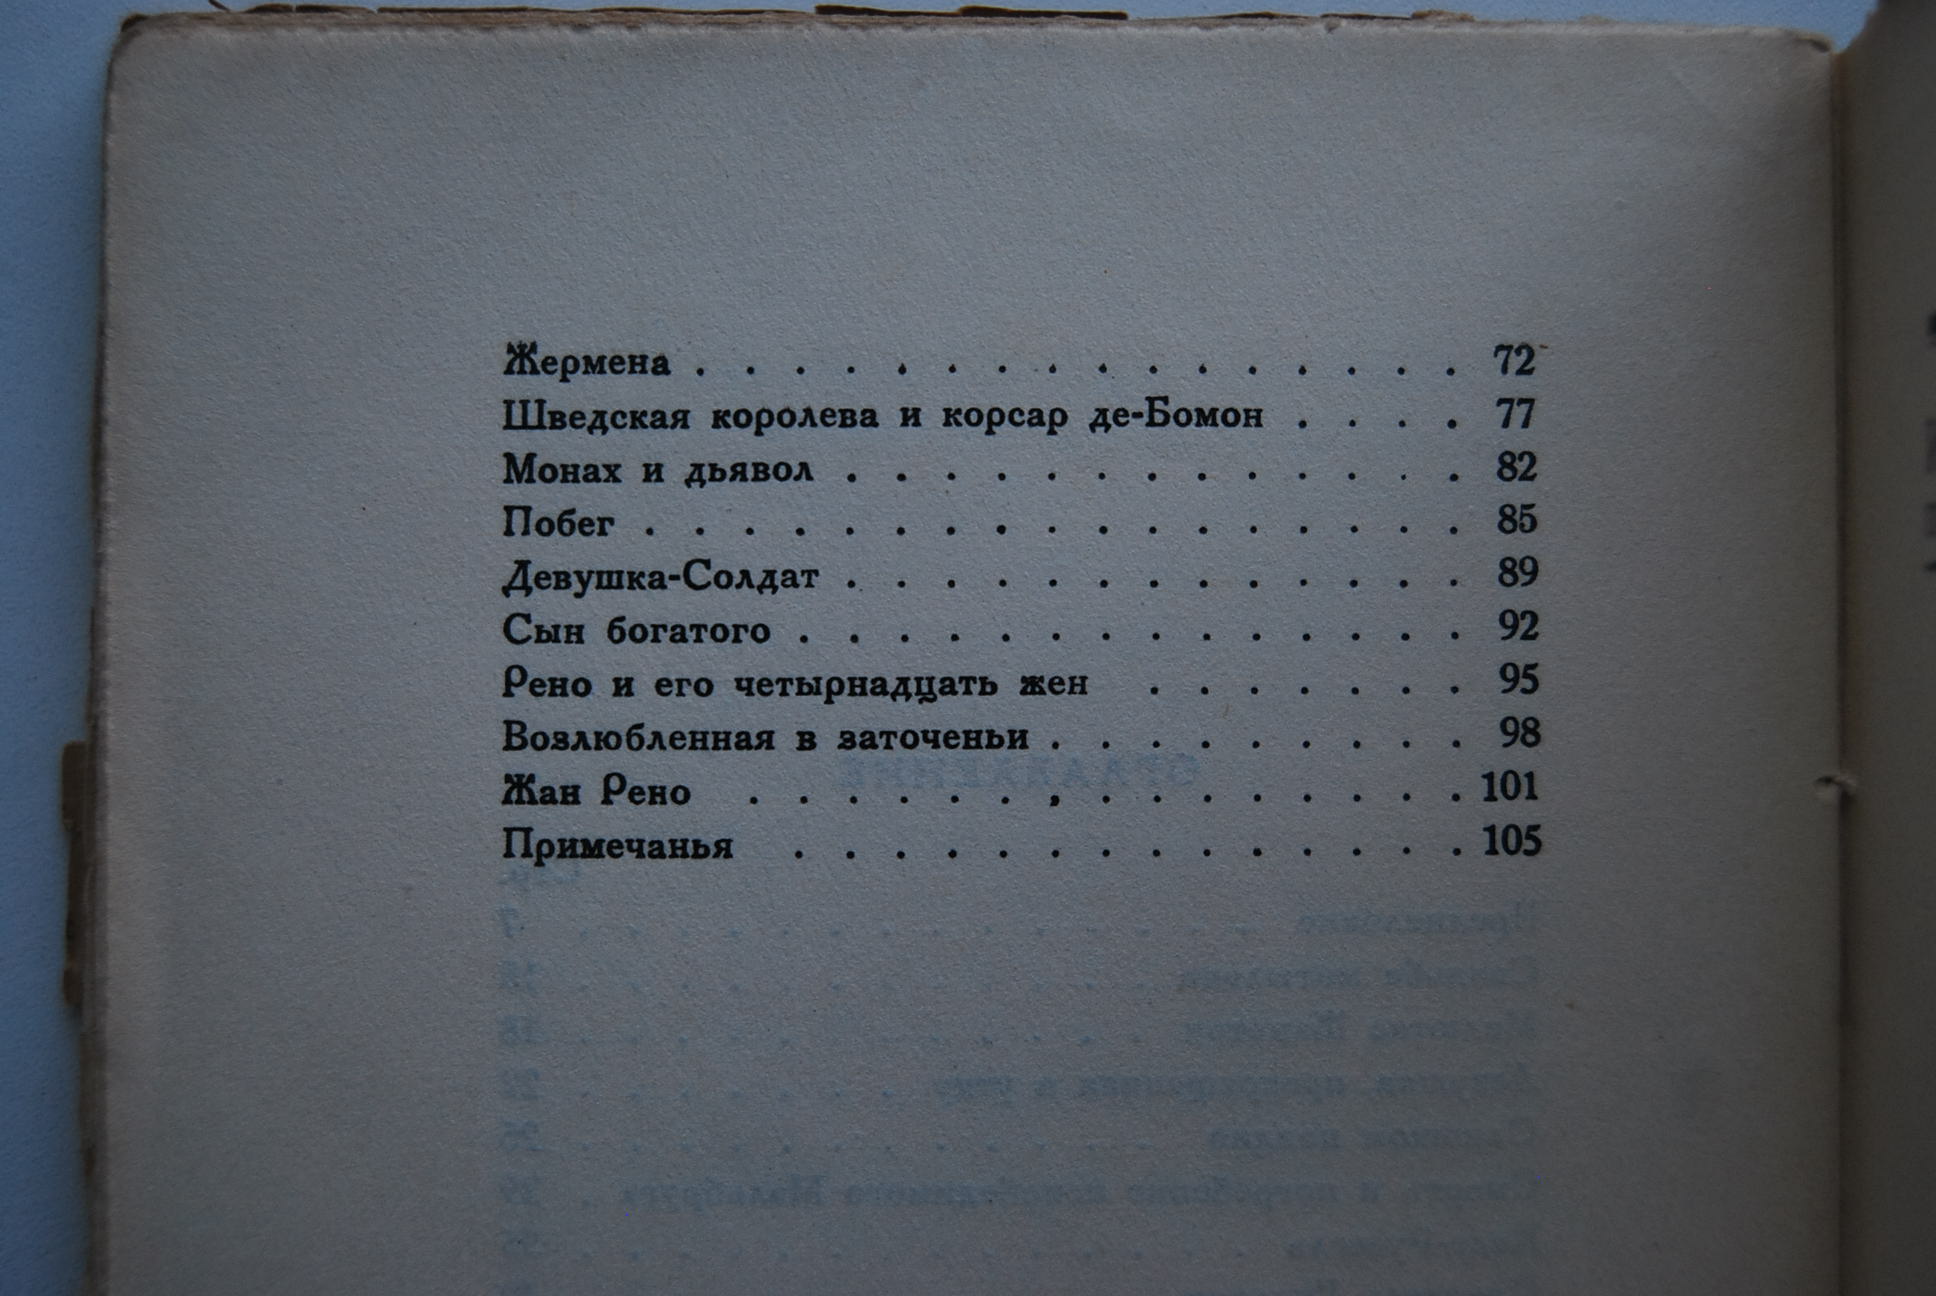 Жермена . . . . . . . . . . . . . . . . 72
Шведская королева и корсар де-Бомон . . . . 77
Монах и дьявол . . . . . . . . . . . . . 82
Побег . . . . . . . . . . . . . . . . . 85
Девушка-Солдат . . . . . . . . . . . . . 89
Сын богатого . . . . . . . . . . . . . . 92
Рено и его четырнадцать жен . . . . . . . 95
Возлюбленная в заточеньи . . . . . . . . . 98
Жан Рено . . . . . . , . . . . . . . . 101
Примечанья . . . . . . . . . . . . . . 105